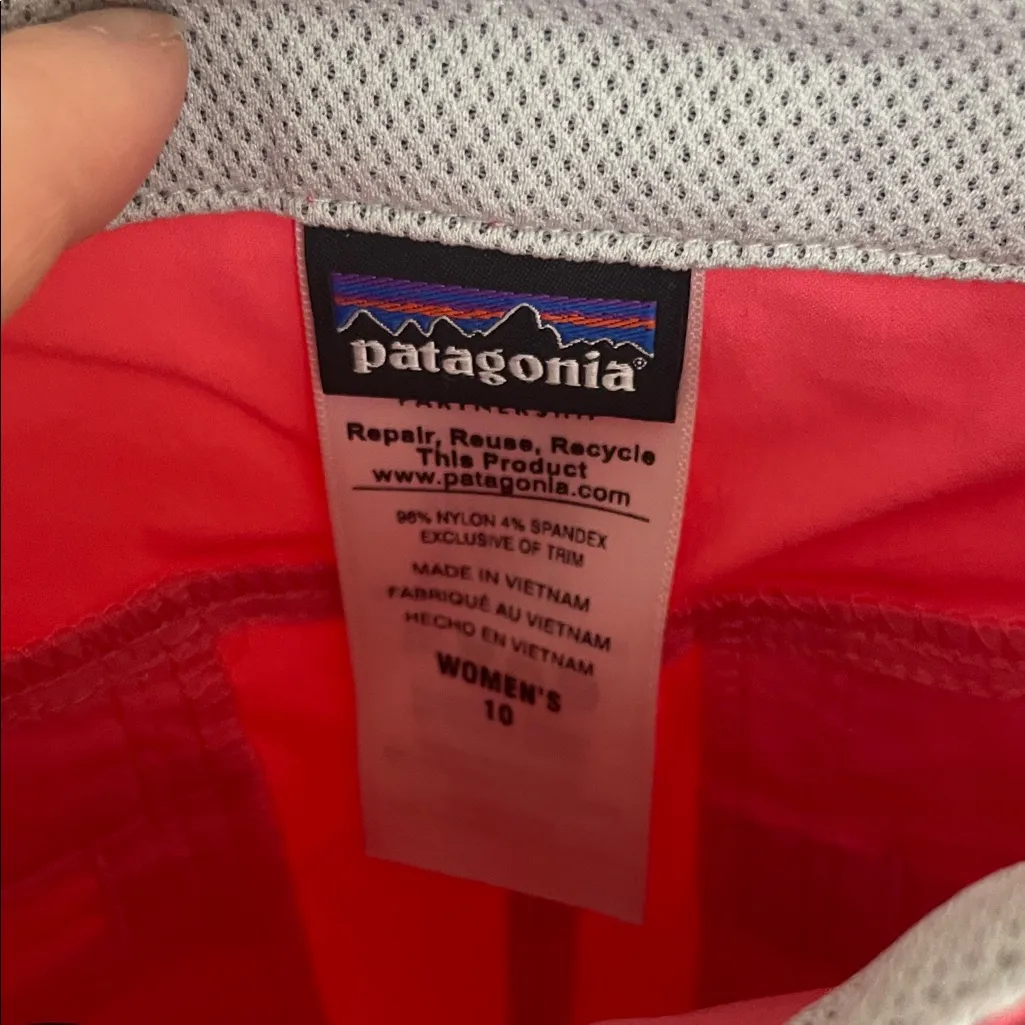 patagonia®
PARTNERSHIP
Repair, Reuse, Recycle
This Product
www.patagonia.com
96% NYLON 4% SPANDEX
EXCLUSIVE OF TRIM
MADE IN VIETNAM
FABRIQUÉ AU VIETNAM
HECHO EN VIETNAM
WOMEN'S
10